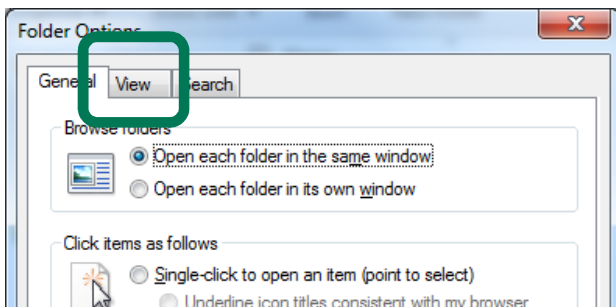 Folder Options
General View Search
Browse folders
Open each folder in the same window
Open each folder in its own window
Click items as follows
Single-click to open an item (point to select)
Underline icon titles consistent with my browser